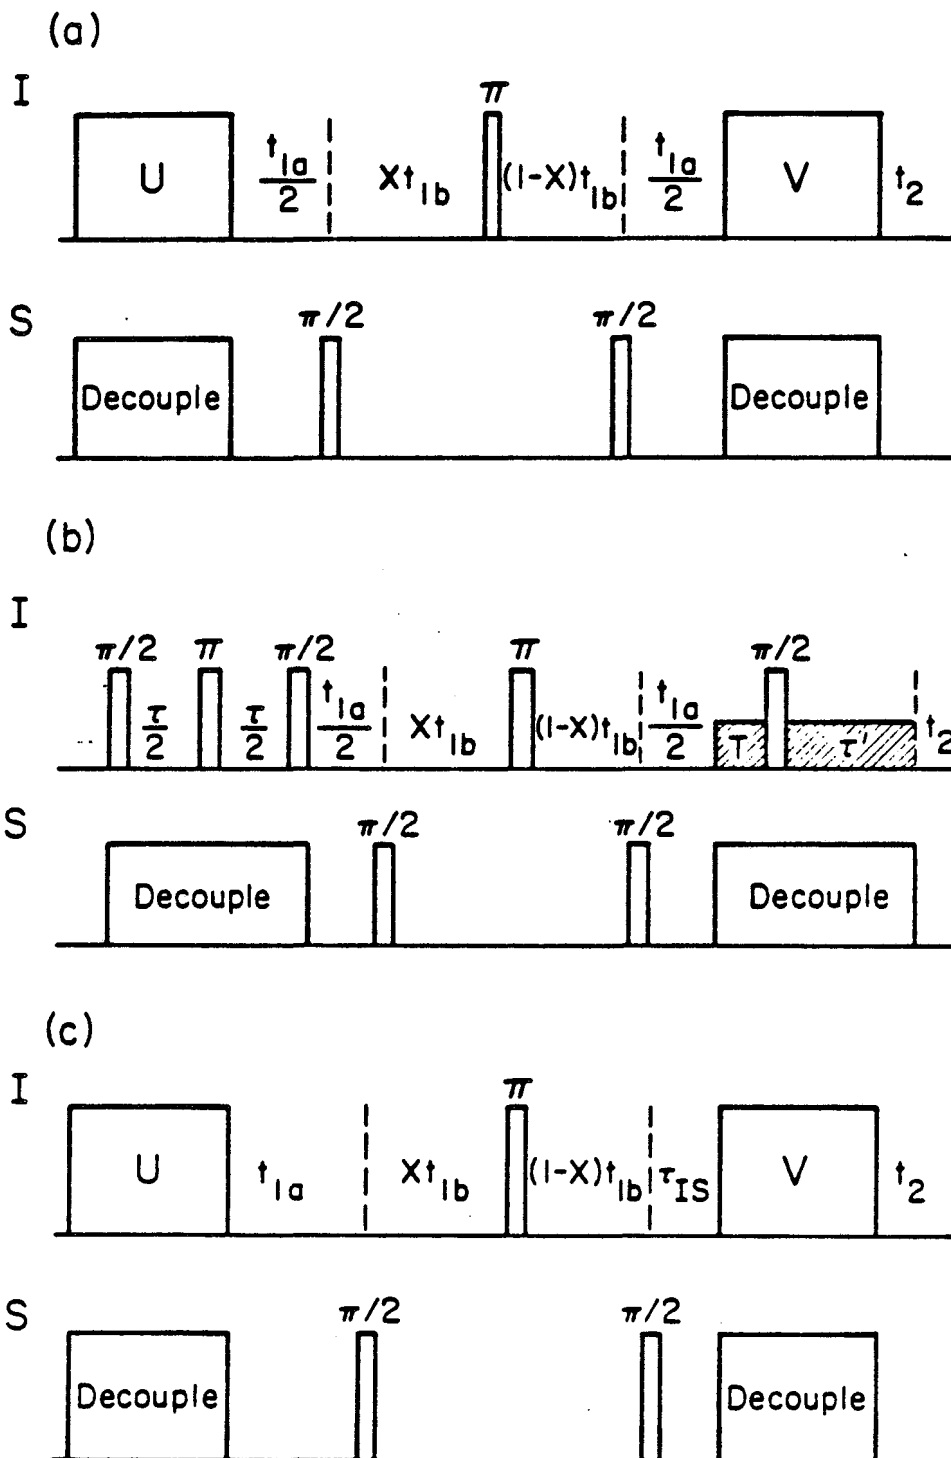 (a)
I
π
U t1a/2 Xt1b (1-X)t1b t1a/2 V t2
S
π/2 π/2
Decouple Decouple
(b)
I
π/2 π π/2 π π/2
τ/2 τ/2 t1a/2 Xt1b (1-X)t1b t1a/2 T τ' t2
S
π/2 π/2
Decouple Decouple
(c)
I
π
U t1a Xt1b (1-X)t1b τIS V t2
S
π/2 π/2
Decouple Decouple